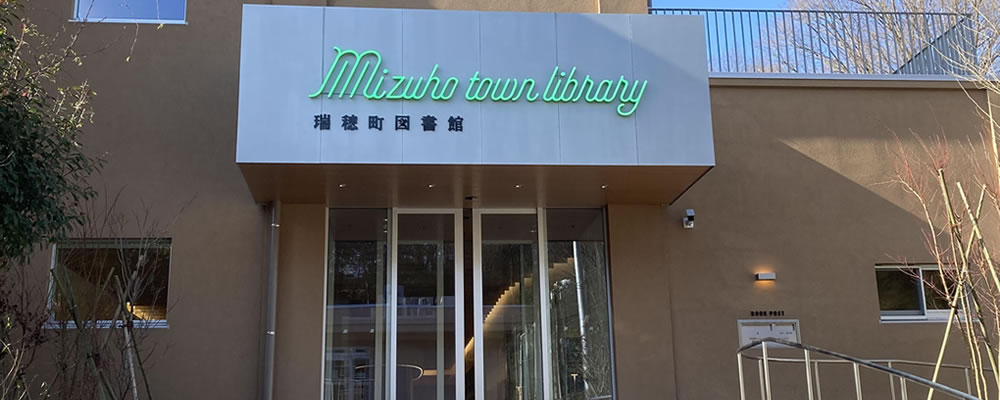 Mizuho town library
瑞穂町図書館
BOOK POST